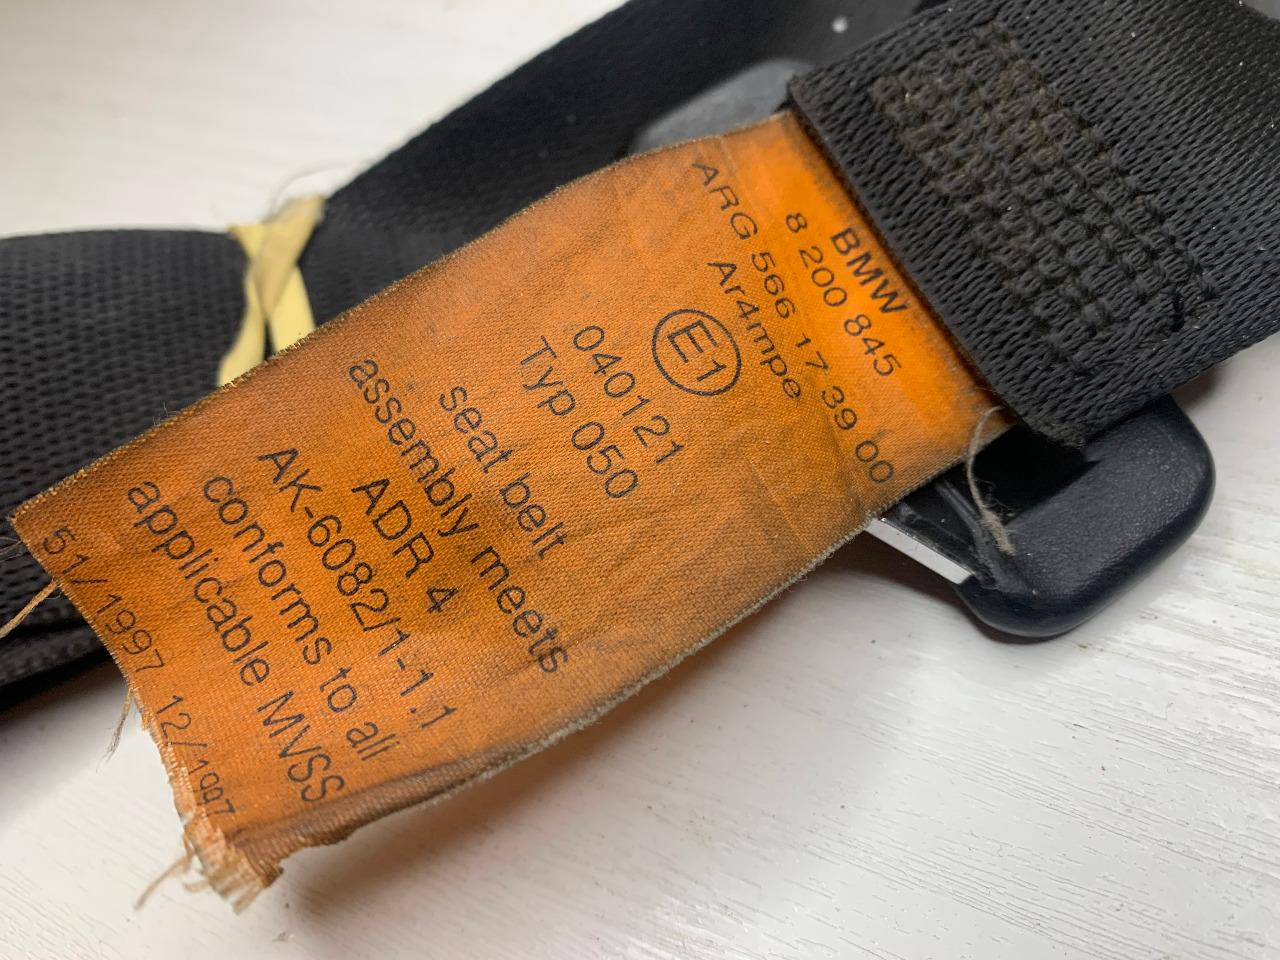 BMW
8 200 845
ARG 566 17 39 00
Ar4mpe
E1
040121
Typ 050
seat belt
assembly meets
ADR 4
AK-6082/1-1.1
conforms to all
applicable MVSS
51/1997 12/1997